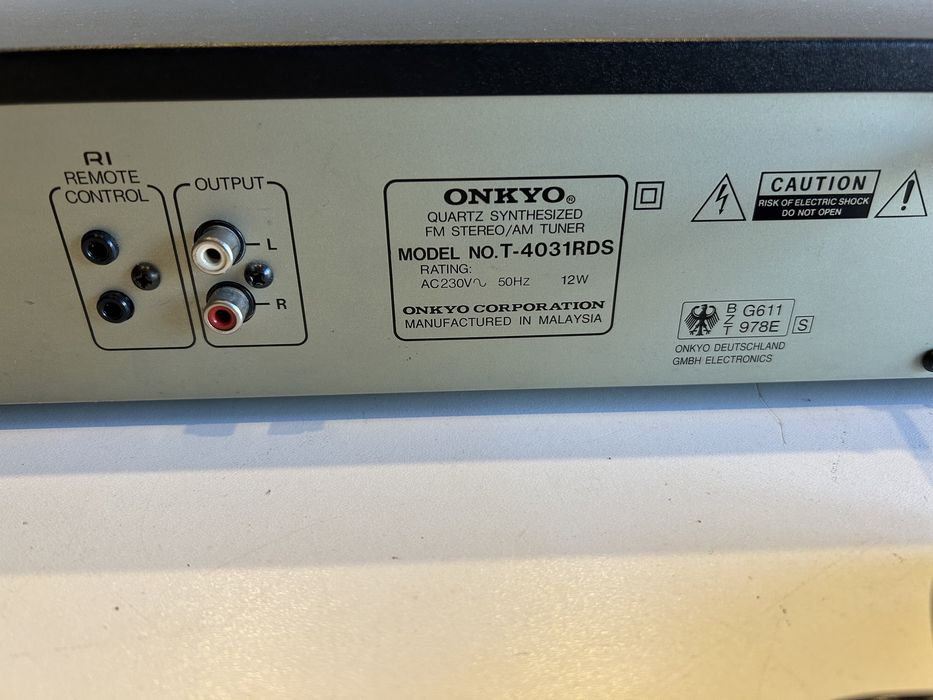 RI
REMOTE
CONTROL
OUTPUT
L
R
ONKYO®
QUARTZ SYNTHESIZED
FM STEREO/AM TUNER
MODEL NO. T-4031RDS
RATING:
AC230V∿ 50Hz 12W
ONKYO CORPORATION
MANUFACTURED IN MALAYSIA
CAUTION
RISK OF ELECTRIC SHOCK
DO NOT OPEN
!
BZT G611
978E
S
ONKYO DEUTSCHLAND
GMBH ELECTRONICS